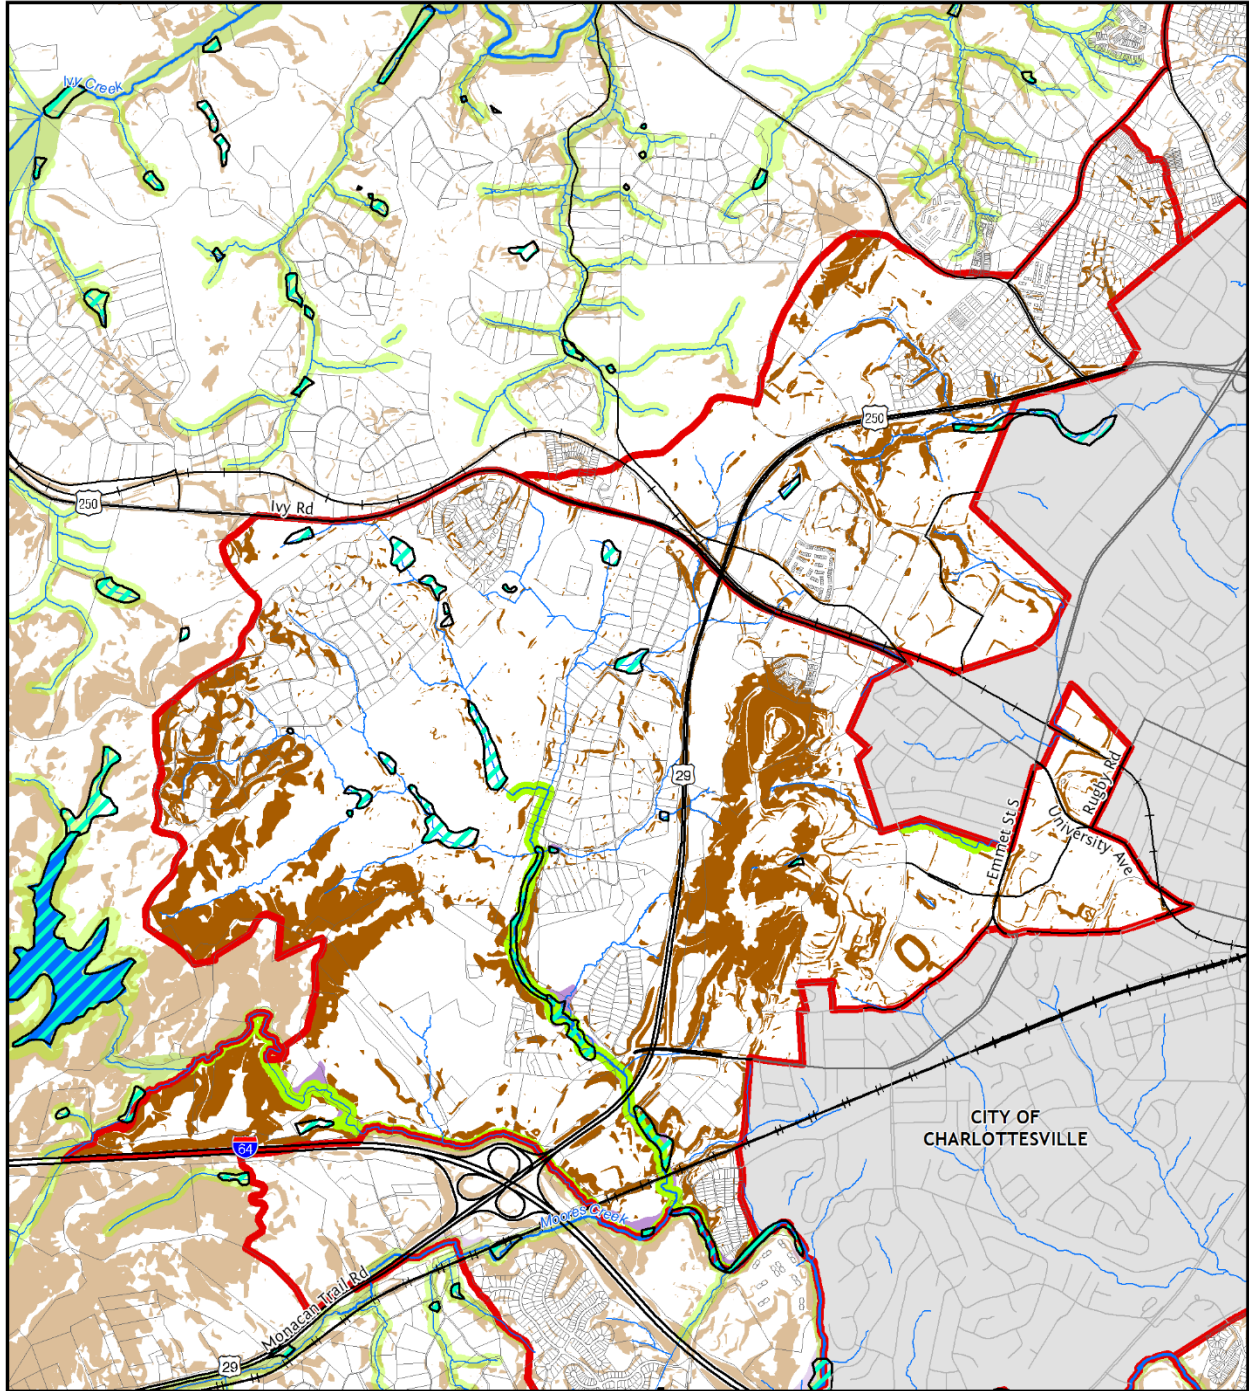 Ivy Creek
250
250
Ivy Rd
29
Rugby Rd
University Ave
Emmet St S
CITY OF
CHARLOTTESVILLE
64
Moores Creek
Monacan Trail Rd
29